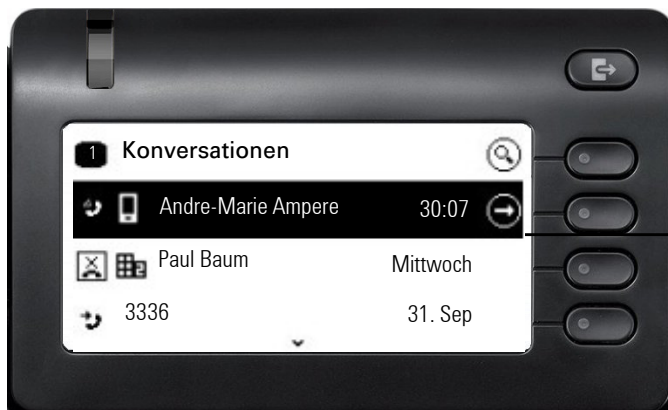 1 Konversationen
Andre-Marie Ampere 30:07
Paul Baum Mittwoch
3336 31. Sep